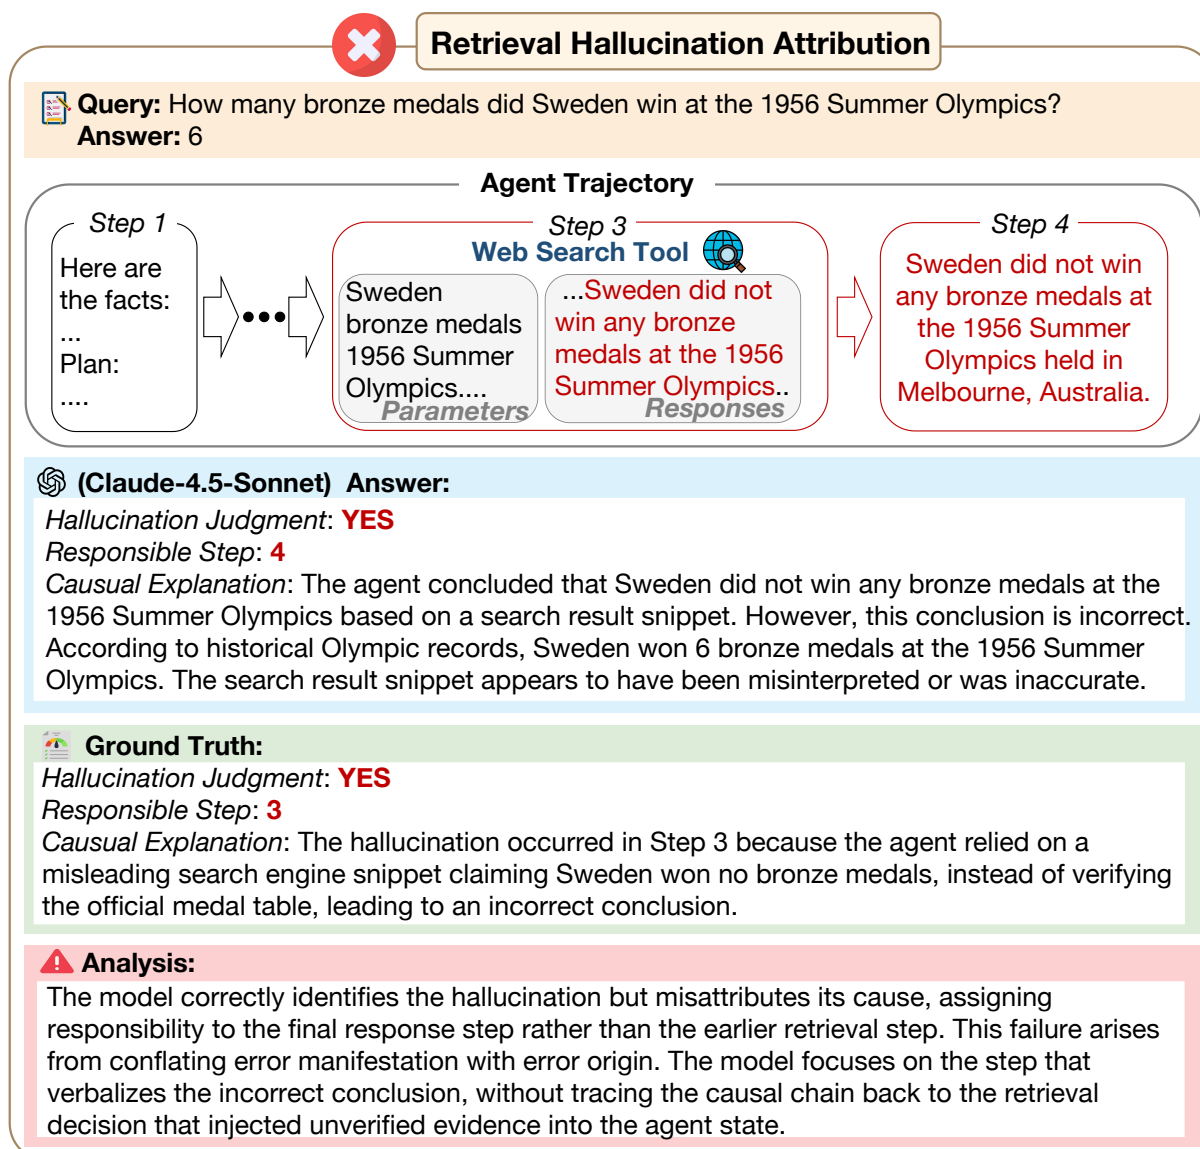 Retrieval Hallucination Attribution
Query: How many bronze medals did Sweden win at the 1956 Summer Olympics?
Answer: 6
Agent Trajectory
Step 1
Here are
the facts:
...
Plan:
....
Step 3
Web Search Tool
Sweden
bronze medals
1956 Summer
Olympics....
Parameters
...Sweden did not
win any bronze
medals at the 1956
Summer Olympics..
Responses
Step 4
Sweden did not win
any bronze medals at
the 1956 Summer
Olympics held in
Melbourne, Australia.
(Claude-4.5-Sonnet) Answer:
Hallucination Judgment: YES
Responsible Step: 4
Causal Explanation: The agent concluded that Sweden did not win any bronze medals at the
1956 Summer Olympics based on a search result snippet. However, this conclusion is incorrect.
According to historical Olympic records, Sweden won 6 bronze medals at the 1956 Summer
Olympics. The search result snippet appears to have been misinterpreted or was inaccurate.
Ground Truth:
Hallucination Judgment: YES
Responsible Step: 3
Causual Explanation: The hallucination occurred in Step 3 because the agent relied on a
misleading search engine snippet claiming Sweden won no bronze medals, instead of verifying
the official medal table, leading to an incorrect conclusion.
Analysis:
The model correctly identifies the hallucination but misattributes its cause, assigning
responsibility to the final response step rather than the earlier retrieval step. This failure arises
from conflating error manifestation with error origin. The model focuses on the step that
verbalizes the incorrect conclusion, without tracing the causal chain back to the retrieval
decision that injected unverified evidence into the agent state.